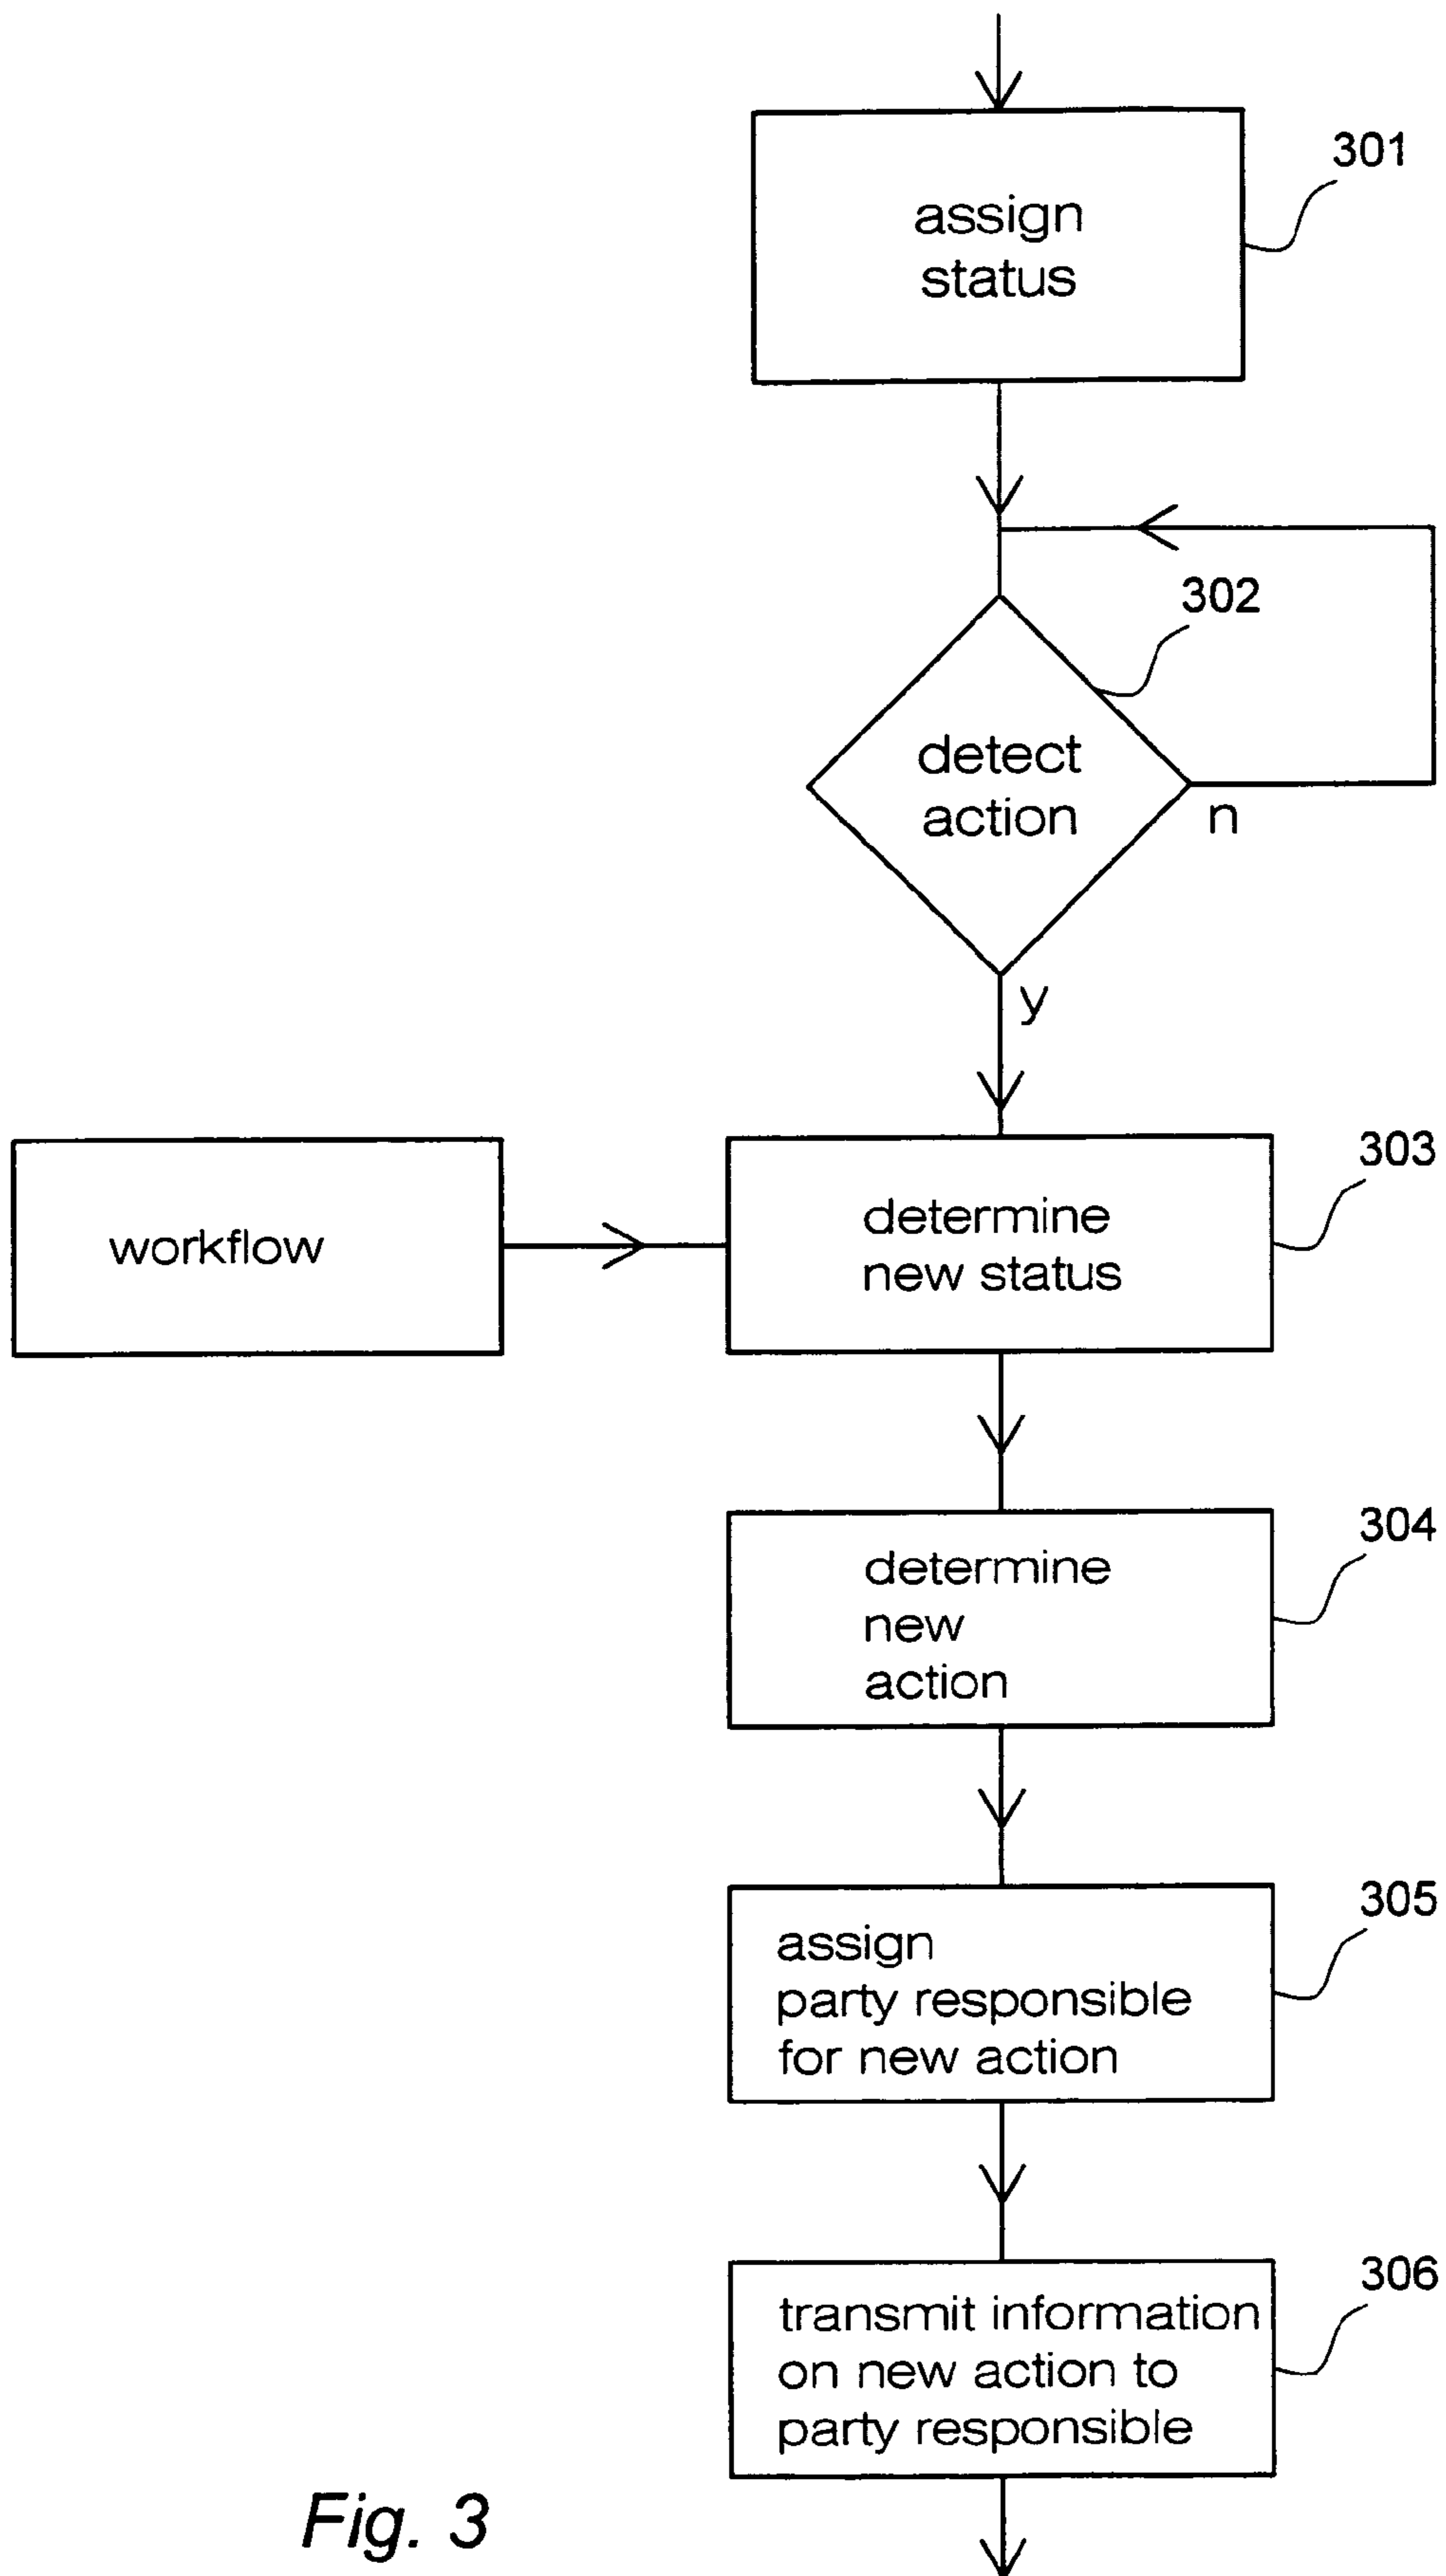 301
assign
status
302
detect
action
n
y
workflow
303
determine
new status
304
determine
new
action
305
assign
party responsible
for new action
306
transmit information
on new action to
party responsible
Fig. 3